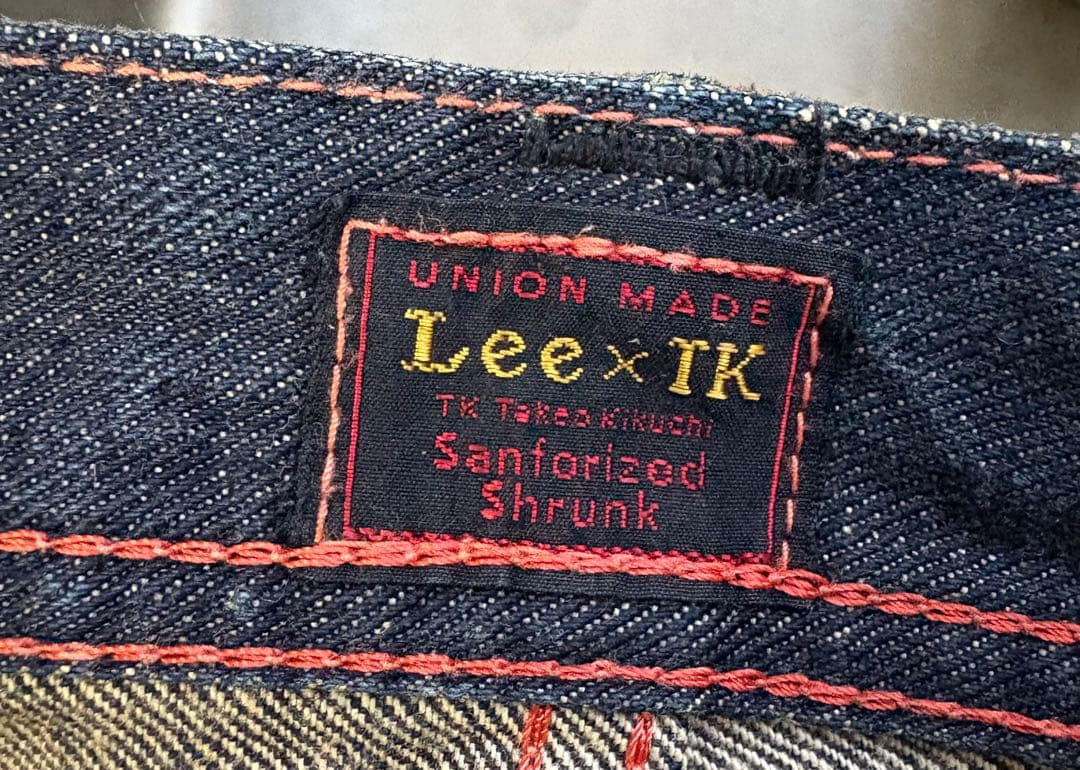 UNION MADE
Lee × TK
TK Takeo Kikuchi
Sanforized
Shrunk